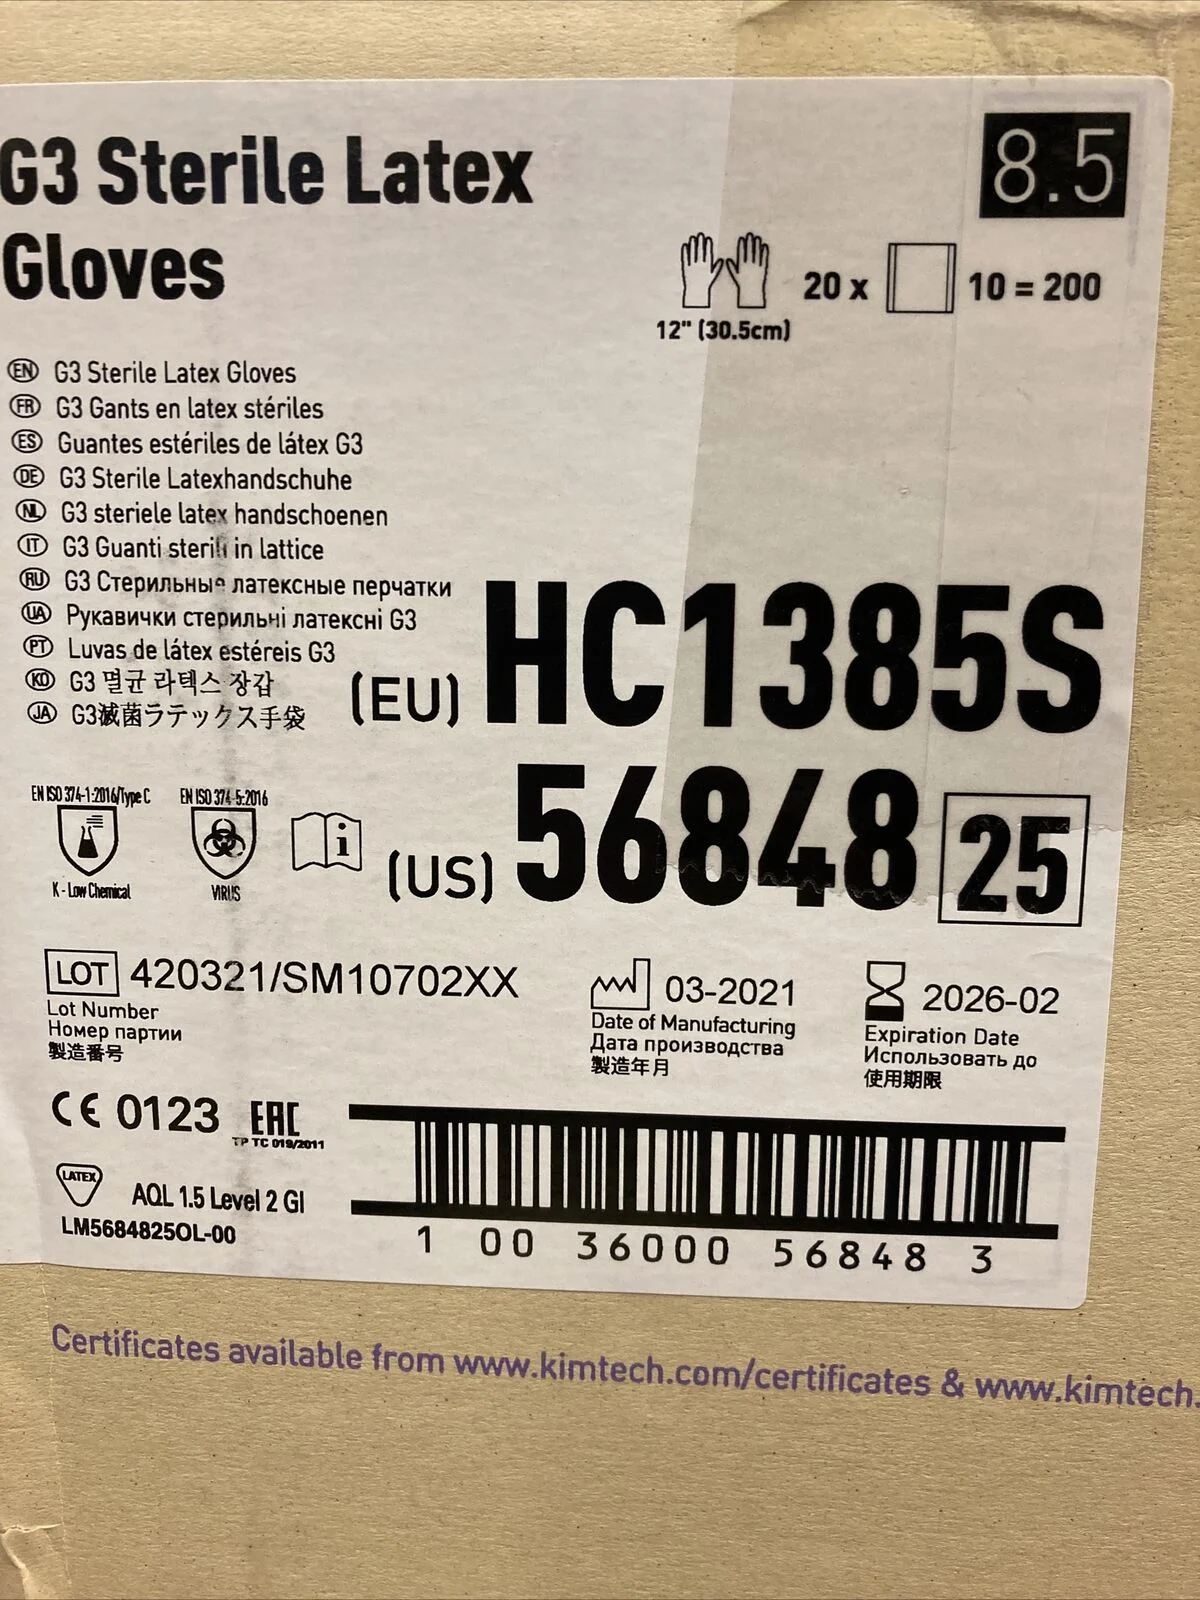 G3 Sterile Latex
Gloves
8.5
12" (30.5cm)
20 x 10 = 200
EN G3 Sterile Latex Gloves
FR G3 Gants en latex stériles
ES Guantes estériles de látex G3
DE G3 Sterile Latexhandschuhe
NL G3 steriele latex handschoenen
IT G3 Guanti sterili in lattice
RU G3 Стерильные латексные перчатки
UA Рукавички стерильні латексні G3
PT Luvas de látex estéreis G3
KO G3 멸균 라텍스 장갑
JA G3滅菌ラテックス手袋
(EU) HC1385S
(US) 56848 25
EN ISO 374-1:2016/Type C
K - Low Chemical
EN ISO 374-5:2016
VIRUS
i
LOT 420321/SM10702XX
Lot Number
Номер партии
製造番号
03-2021
Date of Manufacturing
Дата производства
製造年月
2026-02
Expiration Date
Использовать до
使用期限
CE 0123 EAC
ТР ТС 019/2011
LATEX
AQL 1.5 Level 2 GI
LM5684825OL-00
1 00 36000 56848 3
Certificates available from www.kimtech.com/certificates & www.kimtech.